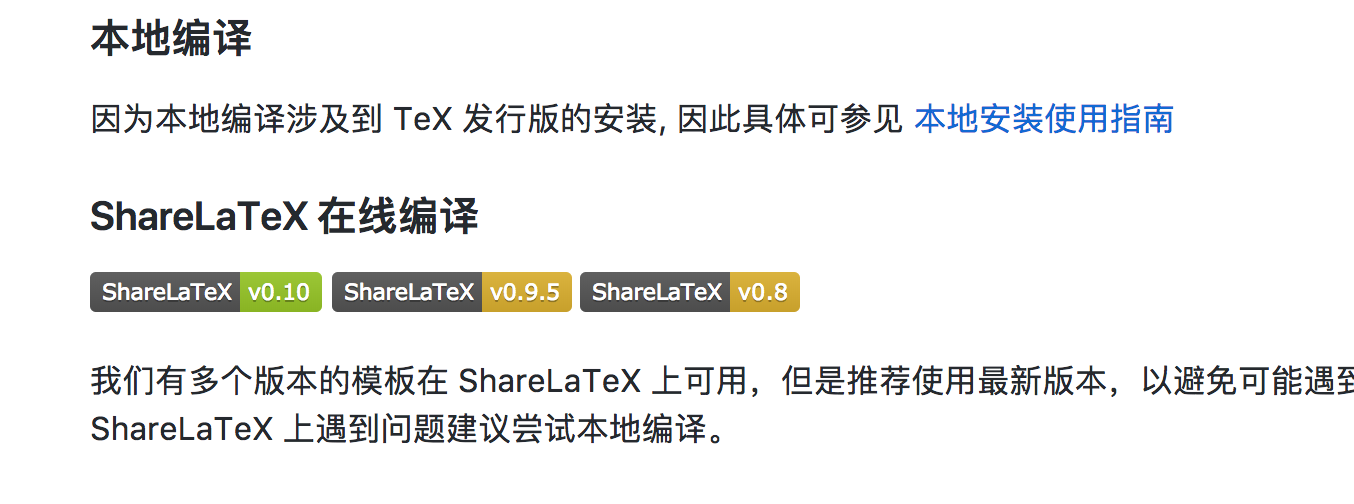 本地编译
因为本地编译涉及到 TeX 发行版的安装, 因此具体可参见 本地安装使用指南
ShareLaTeX 在线编译
ShareLaTeX v0.10 ShareLaTeX v0.9.5 ShareLaTeX v0.8
我们有多个版本的模板在 ShareLaTeX 上可用，但是推荐使用最新版本，以避免可能遇到
ShareLaTeX 上遇到问题建议尝试本地编译。